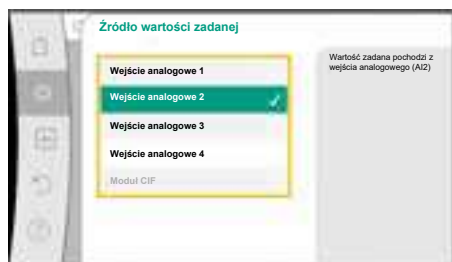 Źródło wartości zadanej
Wejście analogowe 1
Wejście analogowe 2
Wejście analogowe 3
Wejście analogowe 4
Moduł CIF
Wartość zadana pochodzi z
wejścia analogowego (AI2)